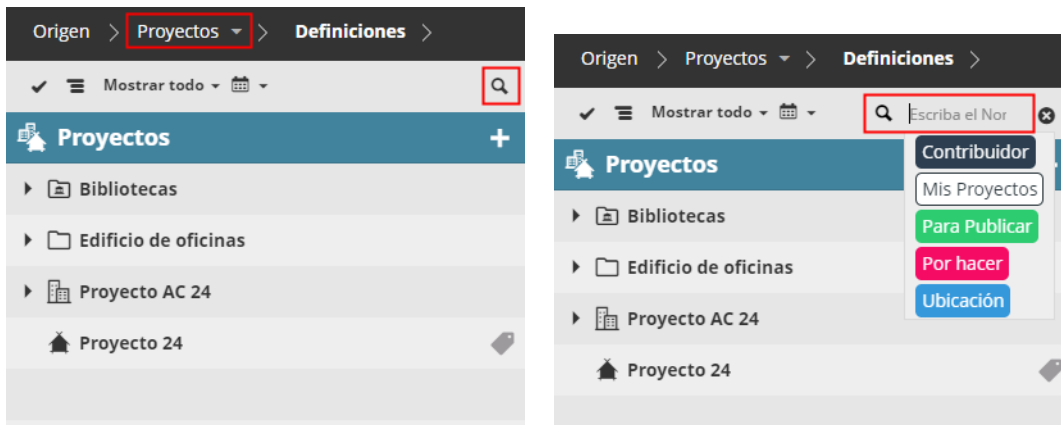 Origen > Proyectos > Definiciones >
Mostrar todo
Proyectos +
Bibliotecas
Edificio de oficinas
Proyecto AC 24
Proyecto 24
Origen > Proyectos > Definiciones >
Mostrar todo
Escriba el Nor
Contribuidor
Proyectos
Mis Proyectos
Para Publicar
Bibliotecas
Por hacer
Edificio de oficinas
Ubicación
Proyecto AC 24
Proyecto 24